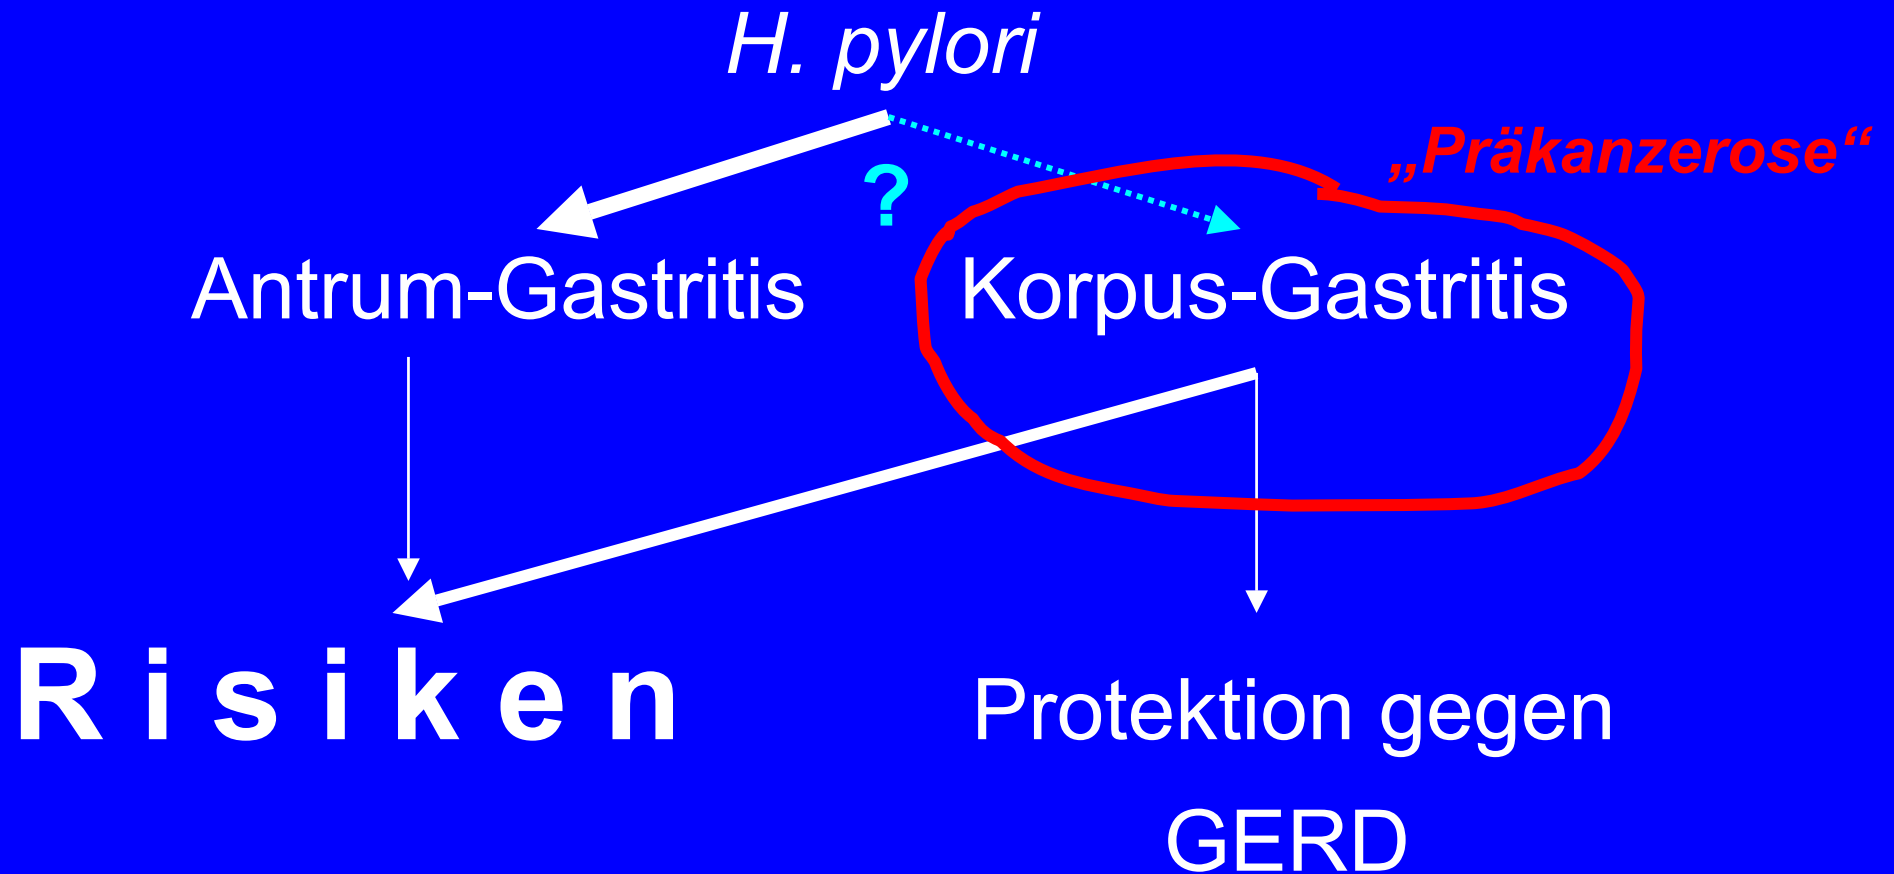 H. pylori
„Präkanzerose“
?
Antrum-Gastritis
Korpus-Gastritis
R i s i k e n
Protektion gegen
GERD